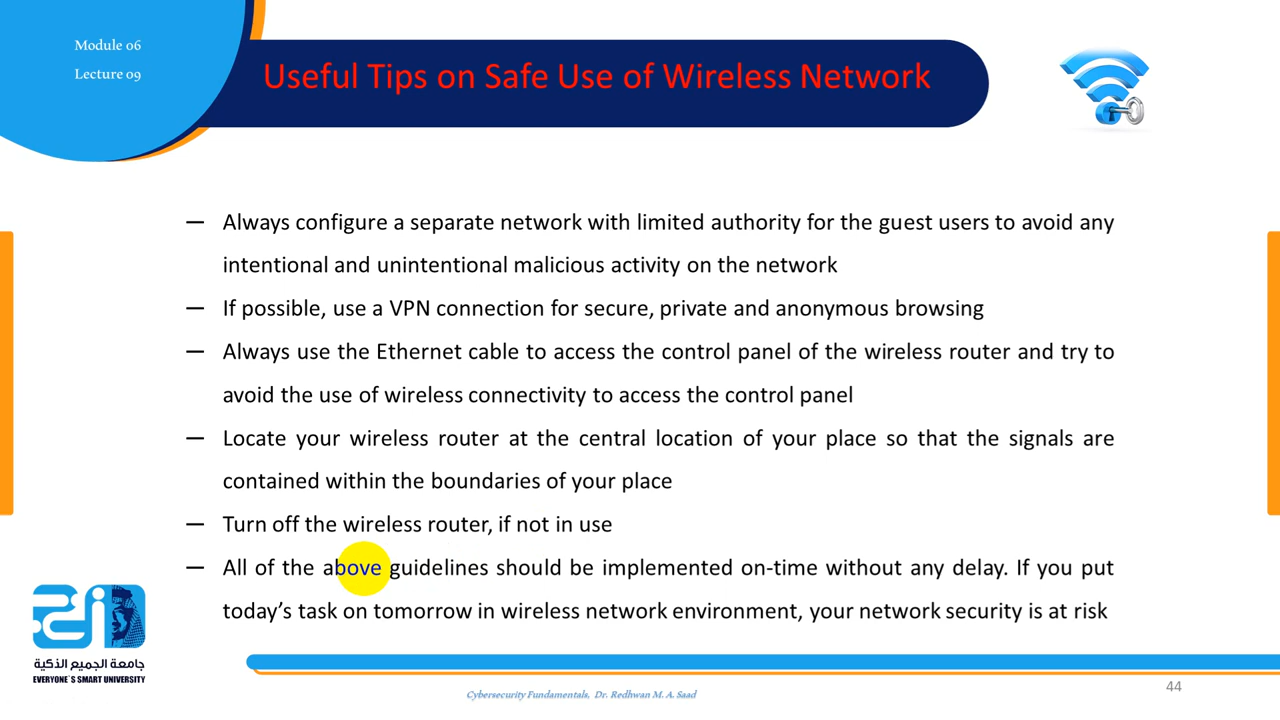 Module 06
Lecture 09
Useful Tips on Safe Use of Wireless Network
— Always configure a separate network with limited authority for the guest users to avoid any
intentional and unintentional malicious activity on the network
— If possible, use a VPN connection for secure, private and anonymous browsing
— Always use the Ethernet cable to access the control panel of the wireless router and try to
avoid the use of wireless connectivity to access the control panel
— Locate your wireless router at the central location of your place so that the signals are
contained within the boundaries of your place
— Turn off the wireless router, if not in use
— All of the above guidelines should be implemented on-time without any delay. If you put
today’s task on tomorrow in wireless network environment, your network security is at risk
جامعة الجميع الذكية
EVERYONE`S SMART UNIVERSITY
Cybersecurity Fundamentals, Dr. Redhwan M. A. Saad
44